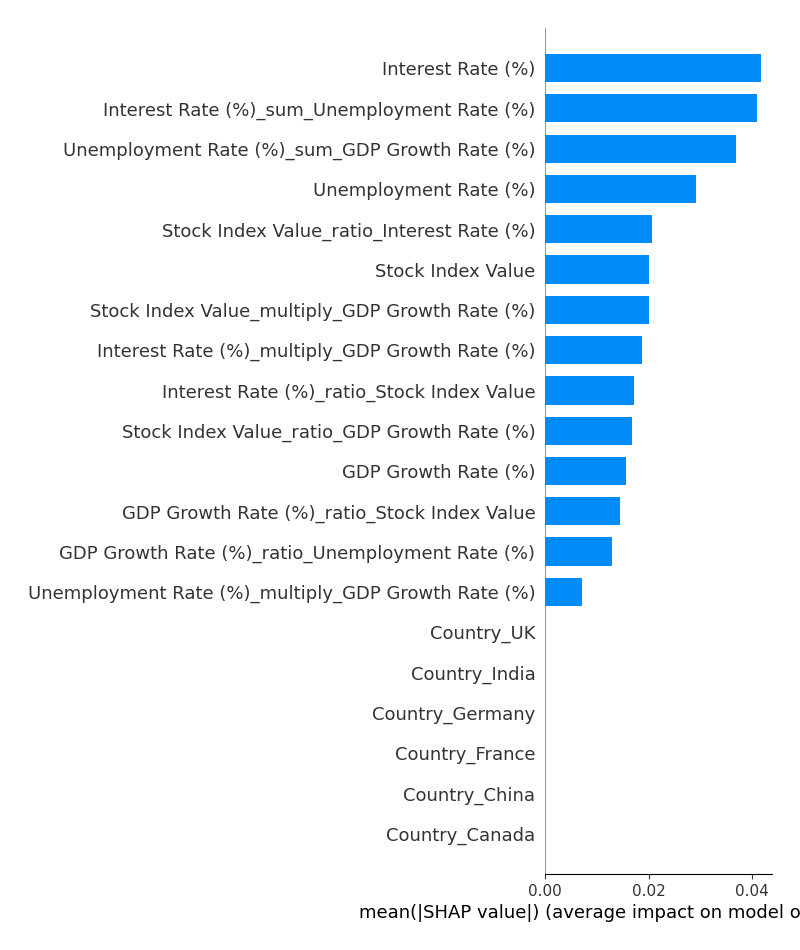 Interest Rate (%)
Interest Rate (%)_sum_Unemployment Rate (%)
Unemployment Rate (%)_sum_GDP Growth Rate (%)
Unemployment Rate (%)
Stock Index Value_ratio_Interest Rate (%)
Stock Index Value
Stock Index Value_multiply_GDP Growth Rate (%)
Interest Rate (%)_multiply_GDP Growth Rate (%)
Interest Rate (%)_ratio_Stock Index Value
Stock Index Value_ratio_GDP Growth Rate (%)
GDP Growth Rate (%)
GDP Growth Rate (%)_ratio_Stock Index Value
GDP Growth Rate (%)_ratio_Unemployment Rate (%)
Unemployment Rate (%)_multiply_GDP Growth Rate (%)
Country_UK
Country_India
Country_Germany
Country_France
Country_China
Country_Canada
0.00 0.02 0.04
mean(|SHAP value|) (average impact on model o